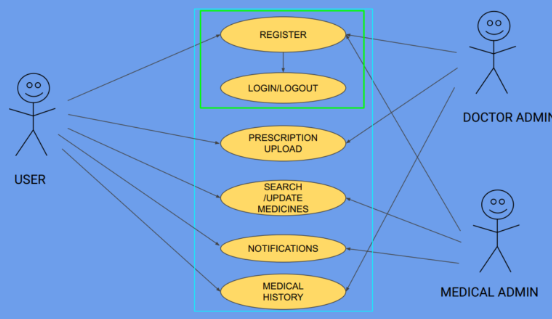 REGISTER
LOGIN/LOGOUT
DOCTOR ADMIN
PRESCRIPTION
UPLOAD
USER
SEARCH
/UPDATE
MEDICINES
NOTIFICATIONS
MEDICAL
HISTORY
MEDICAL ADMIN